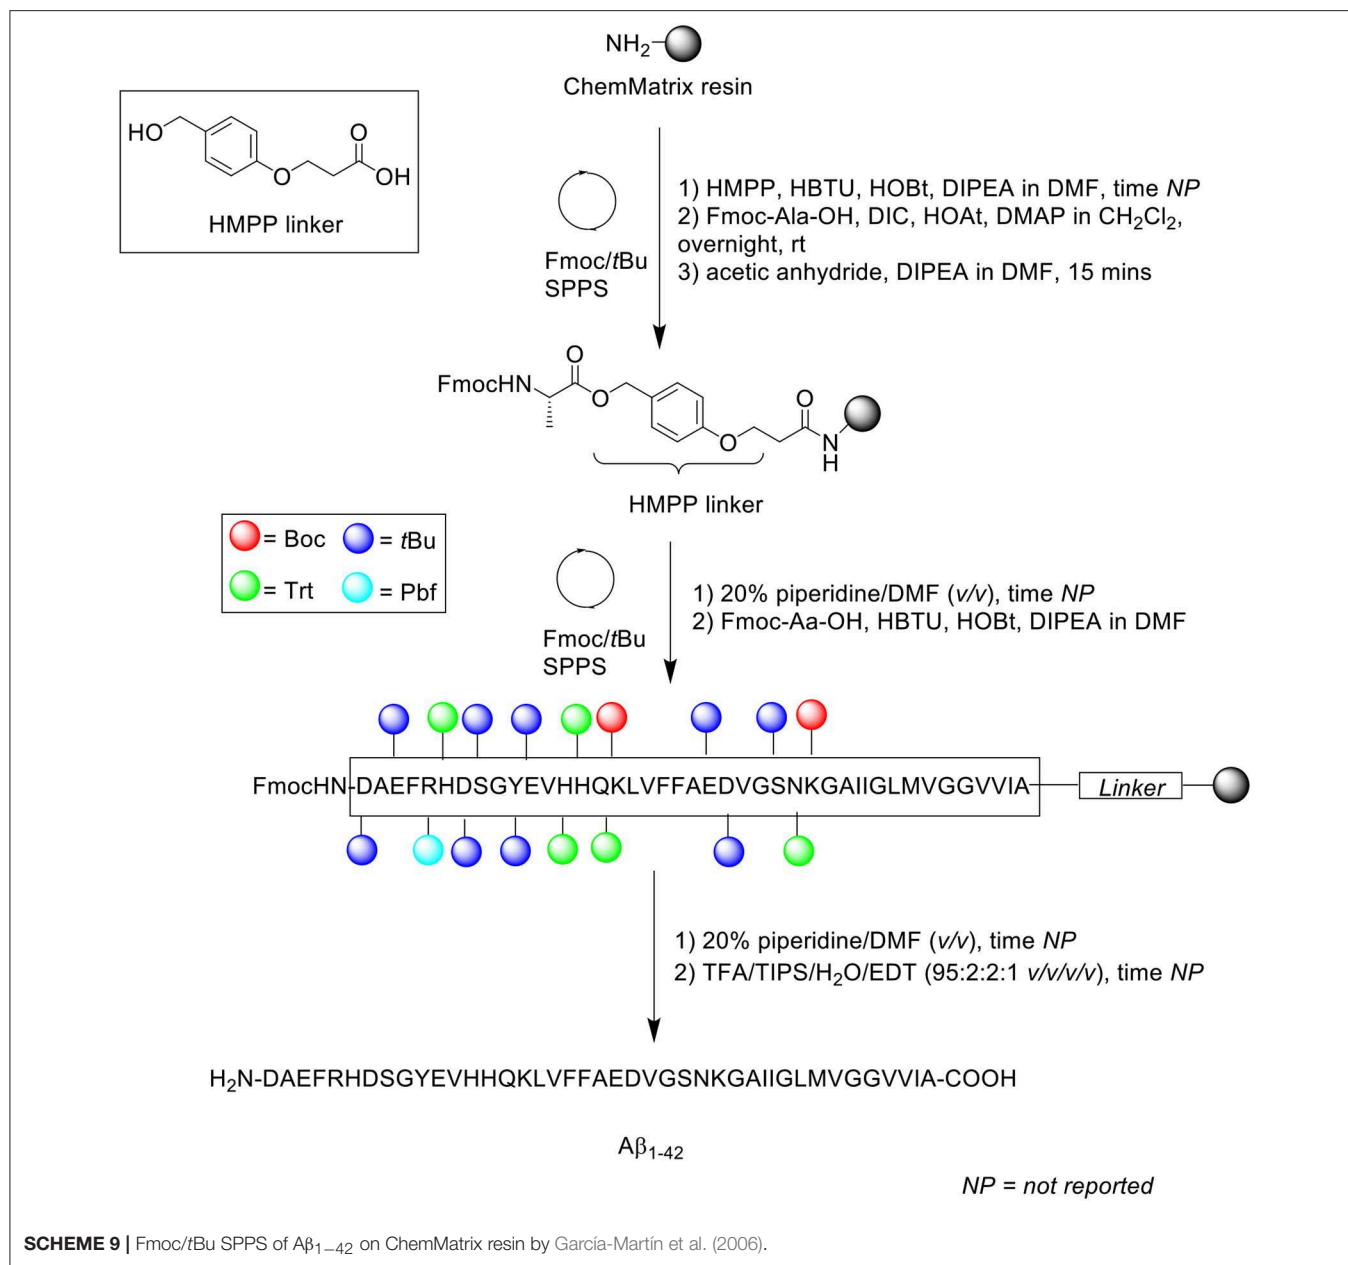 NH2
ChemMatrix resin
HO
O
O
OH
HMPP linker
Fmoc/tBu
SPPS
1) HMPP, HBTU, HOBt, DIPEA in DMF, time NP
2) Fmoc-Ala-OH, DIC, HOAt, DMAP in CH2Cl2,
overnight, rt
3) acetic anhydride, DIPEA in DMF, 15 mins
FmocHN
O
O
O
O
N
H
HMPP linker
= Boc = tBu
= Trt = Pbf
Fmoc/tBu
SPPS
1) 20% piperidine/DMF (v/v), time NP
2) Fmoc-Aa-OH, HBTU, HOBt, DIPEA in DMF
FmocHN-DAEFRHDSGYEVHHQKLVFFAEDVGSNKGAIIGLMVGGVVIA Linker
1) 20% piperidine/DMF (v/v), time NP
2) TFA/TIPS/H2O/EDT (95:2:2:1 v/v/v/v), time NP
H2N-DAEFRHDSGYEVHHQKLVFFAEDVGSNKGAIIGLMVGGVVIA-COOH
Aβ1-42
NP = not reported
SCHEME 9 | Fmoc/tBu SPPS of Aβ1−42 on ChemMatrix resin by García-Martín et al. (2006).